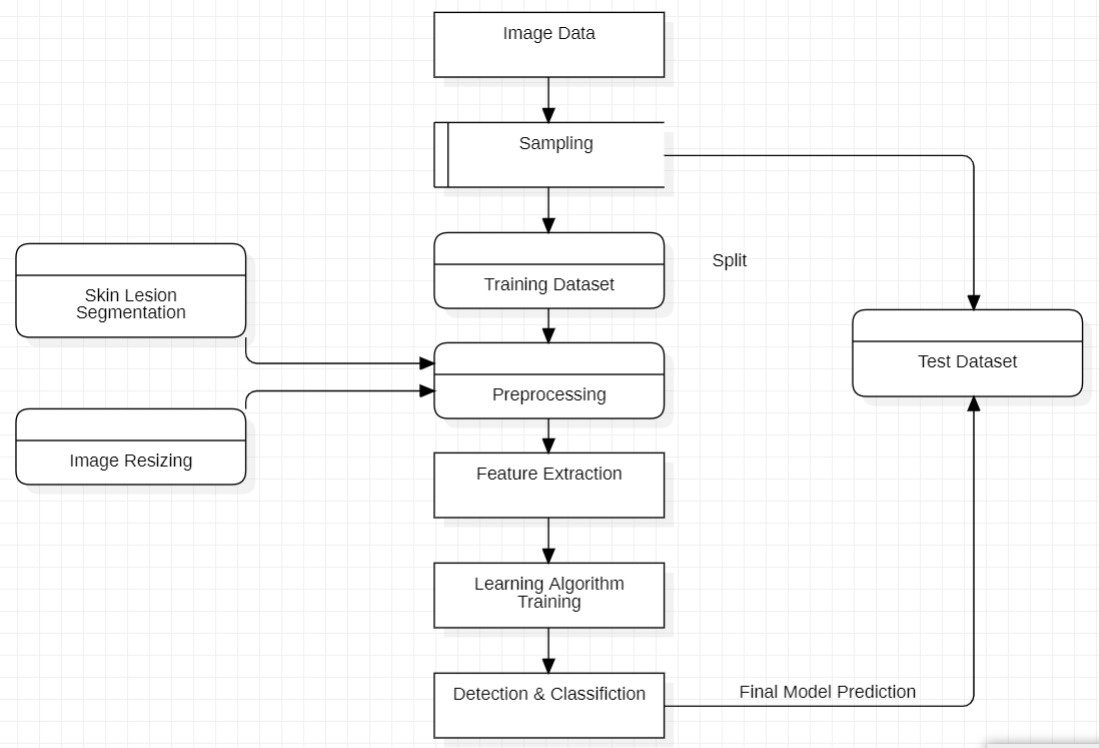 Image Data
Sampling
Split
Training Dataset
Skin Lesion
Segmentation
Test Dataset
Preprocessing
Image Resizing
Feature Extraction
Learning Algorithm
Training
Detection & Classifiction
Final Model Prediction